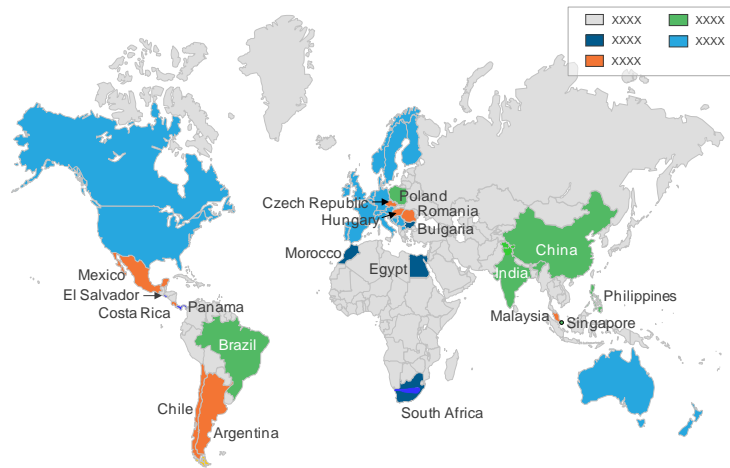 XXXX XXXX
XXXX XXXX
XXXX
Poland
Czech Republic
Romania
Hungary
Bulgaria
Morocco
Egypt
China
India
Mexico
El Salvador
Costa Rica
Panama
Philippines
Malaysia
Singapore
Brazil
Chile
Argentina
South Africa